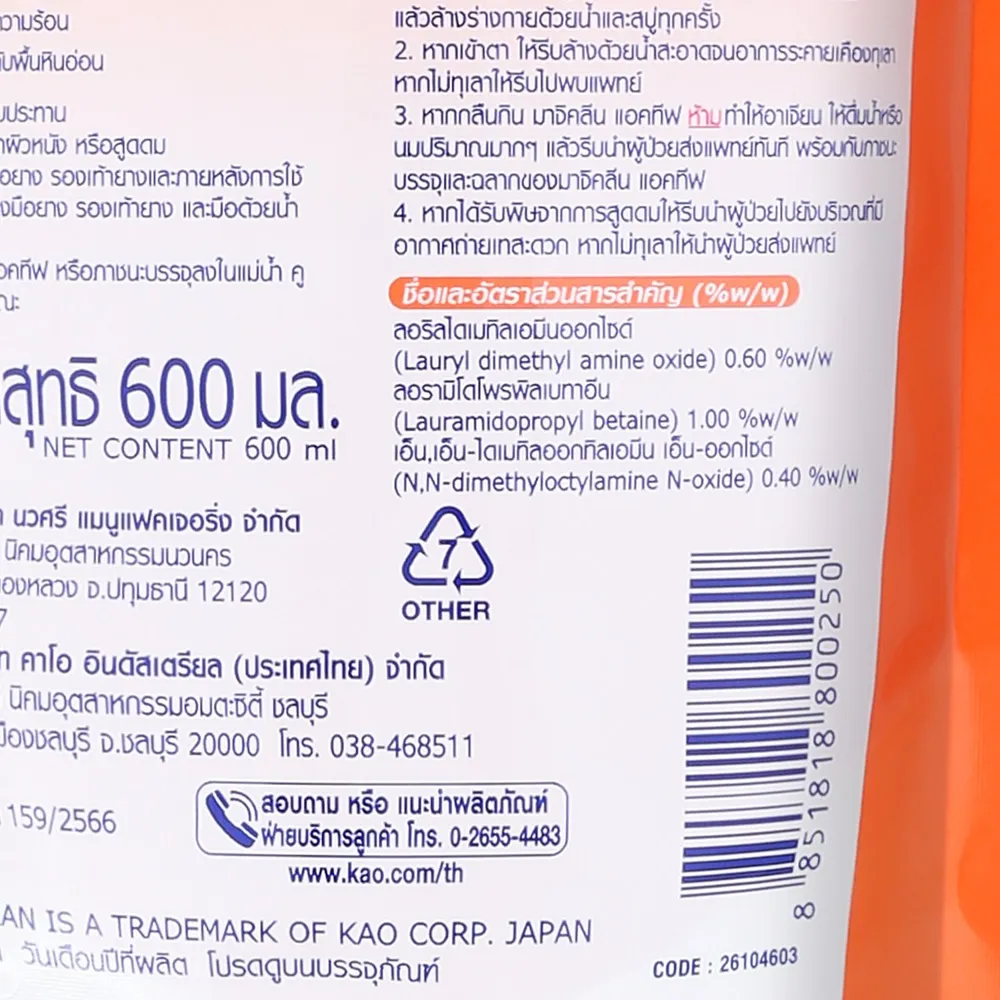 วามร้อน
บพื้นหินอ่อน
ประทาน
ผิวหนัง หรือสูดดม
อยาง รองเท้ายางและภายหลังการใช้
งมือยาง รองเท้ายาง และมือด้วยน้ำ
อคทีฟ หรือภาชนะบรรจุลงในแม่น้ำ คู
ณะ
สุทธิ 600 มล.
NET CONTENT 600 ml
นวศรี แมนูแฟคเจอริ่ง จำกัด
นิคมอุตสาหกรรมนวนคร
องหลวง จ.ปทุมธานี 12120
7
ท คาโอ อินดัสเตรียล (ประเทศไทย) จำกัด
นิคมอุตสาหกรรมอมตะซิตี้ ชลบุรี
มืองชลบุรี จ.ชลบุรี 20000 โทร. 038-468511
159/2566
แล้วล้างร่างกายด้วยน้ำและสบู่ทุกครั้ง
2. หากเข้าตา ให้รีบล้างด้วยน้ำสะอาดจนอาการระคายเคืองทุเลา
หากไม่ทุเลาให้รีบไปพบแพทย์
3. หากกลืนกิน มาจิคลีน แอคทีฟ ห้ามทำให้อาเจียน ให้ดื่มน้ำหรือ
นมปริมาณมากๆ แล้วรีบนำผู้ป่วยส่งแพทย์ทันที พร้อมกับภาชนะ
บรรจุและฉลากของมาจิคลีน แอคทีฟ
4. หากได้รับพิษจากการสูดดมให้รีบนำผู้ป่วยไปยังบริเวณที่มี
อากาศถ่ายเทสะดวก หากไม่ทุเลาให้นำผู้ป่วยส่งแพทย์
ชื่อและอัตราส่วนสารสำคัญ (%w/w)
ลอริลไดเมทิลเอมีนออกไซด์
(Lauryl dimethyl amine oxide) 0.60 %w/w
ลอรามิโดโพรพิลเบทาอีน
(Lauramidopropyl betaine) 1.00 %w/w
เอ็น,เอ็น-ไดเมทิลออกทิลเอมีน เอ็น-ออกไซด์
(N,N-dimethyloctylamine N-oxide) 0.40 %w/w
7
OTHER
8 851818 800250
สอบถาม หรือ แนะนำผลิตภัณฑ์
ฝ่ายบริการลูกค้า โทร. 0-2655-4483
www.kao.com/th
AN IS A TRADEMARK OF KAO CORP. JAPAN
วันเดือนปีที่ผลิต โปรดดูบนบรรจุภัณฑ์
CODE : 26104603